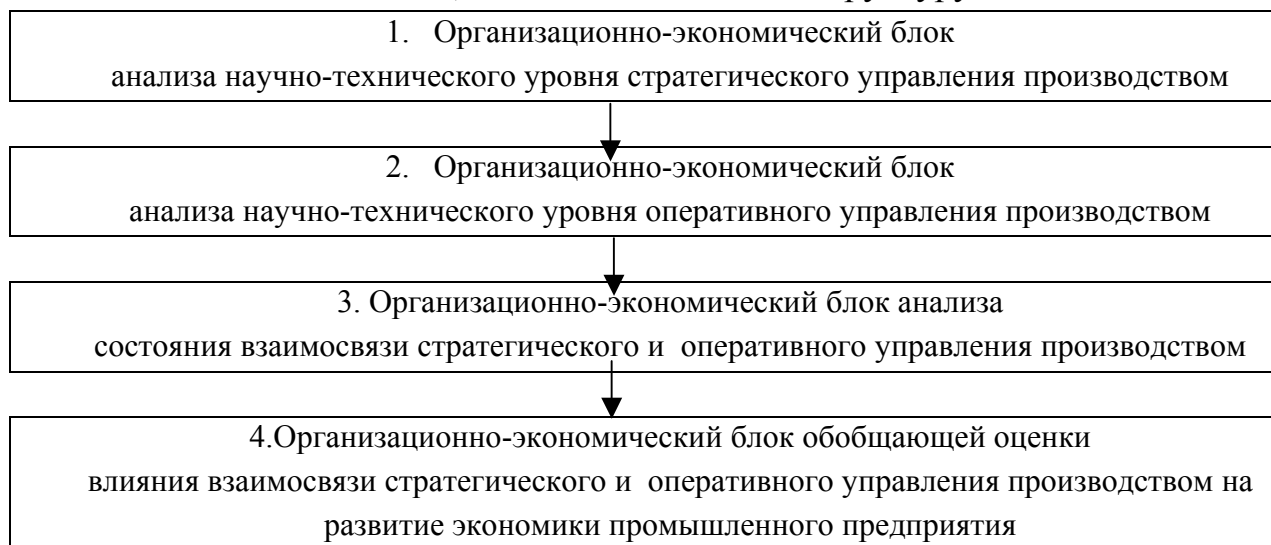 1. Организационно-экономический блок
анализа научно-технического уровня стратегического управления производством
2. Организационно-экономический блок
анализа научно-технического уровня оперативного управления производством
3. Организационно-экономический блок анализа
состояния взаимосвязи стратегического и оперативного управления производством
4.Организационно-экономический блок обобщающей оценки
влияния взаимосвязи стратегического и оперативного управления производством на
развитие экономики промышленного предприятия